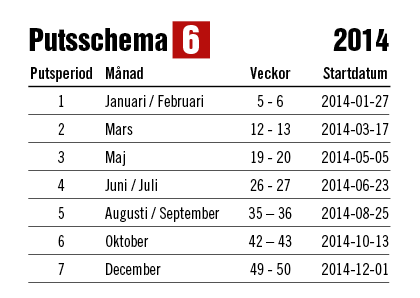 Putsschema 6 2014
Putsperiod Månad Veckor Startdatum
1 Januari / Februari 5 - 6 2014-01-27
2 Mars 12 - 13 2014-03-17
3 Maj 19 - 20 2014-05-05
4 Juni / Juli 26 - 27 2014-06-23
5 Augusti / September 35 – 36 2014-08-25
6 Oktober 42 – 43 2014-10-13
7 December 49 - 50 2014-12-01